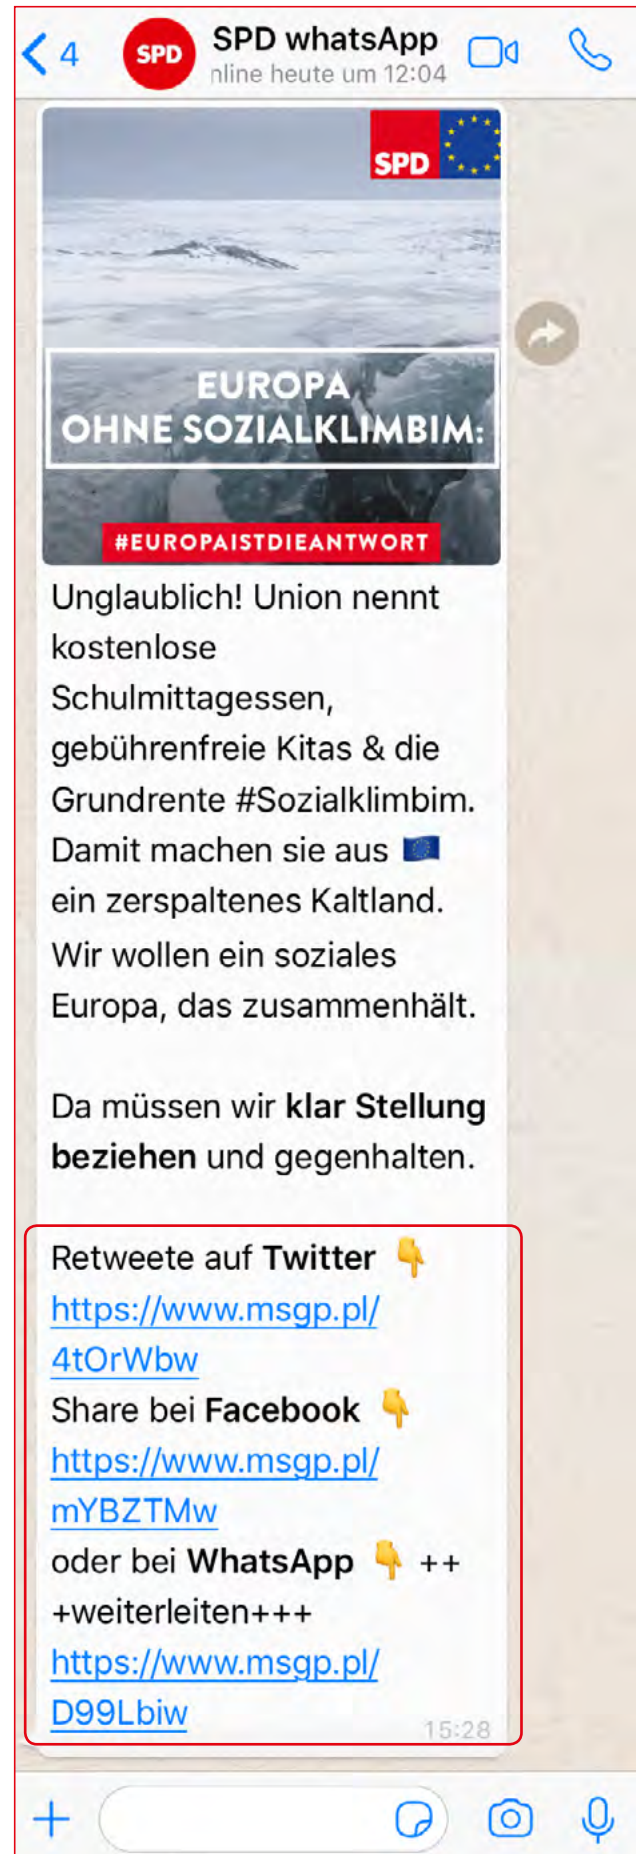 4
SPD
SPD whatsApp
nline heute um 12:04
SPD
EUROPA
OHNE SOZIALKLIMBIM:
#EUROPAISTDIEANTWORT
Unglaublich! Union nennt
kostenlose
Schulmittagessen,
gebührenfreie Kitas & die
Grundrente #Sozialklimbim.
Damit machen sie aus 🇪🇺
ein zerspaltenes Kaltland.
Wir wollen ein soziales
Europa, das zusammenhält.
Da müssen wir klar Stellung
beziehen und gegenhalten.
Retweete auf Twitter 👇
https://www.msgp.pl/
4tOrWbw
Share bei Facebook 👇
https://www.msgp.pl/
mYBZTMw
oder bei WhatsApp 👇 ++
+weiterleiten+++
https://www.msgp.pl/
D99Lbiw
15:28